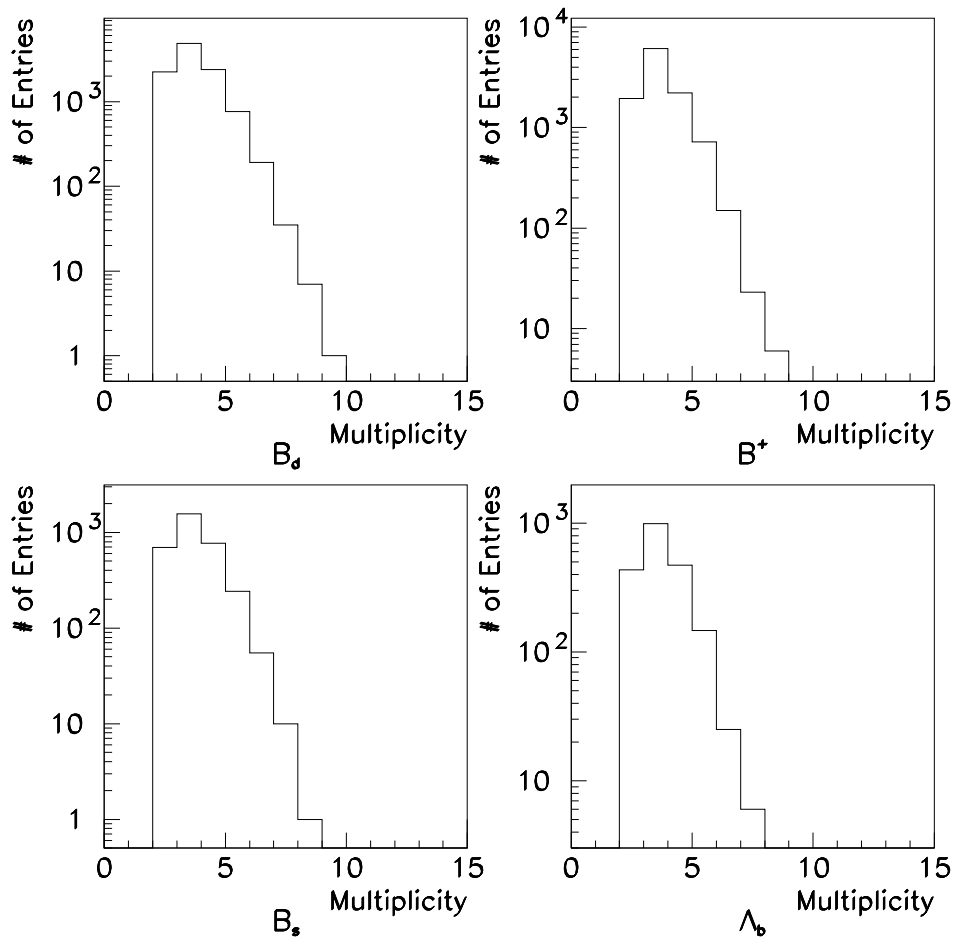 # of Entries
10³
10²
10
1
0 5 10 15
Multiplicity
B_d
# of Entries
10⁴
10³
10²
10
0 5 10 15
Multiplicity
B⁺
# of Entries
10³
10²
10
1
0 5 10 15
Multiplicity
B_s
# of Entries
10³
10²
10
0 5 10 15
Multiplicity
Λ_b